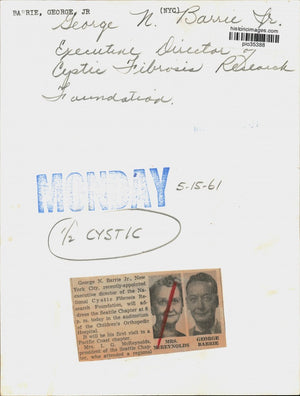 BARRIE, GEORGE, JR (NYC)
George N. Barrie Jr.
historicimages.com
Executive Director of
Cystic Fibrosis Research
Foundation.
MONDAY 5-15-61
1/2 CYSTIC
George N. Barrie Jr., New
York City, recently-appointed
executive director of the Na-
tional Cystic Fibrosis Re-
search Foundation, will ad-
dress the Seattle Chapter at 8
p. m. today in the auditorium
of the Children's Orthopedic
Hospital.
It will be his first visit to a
Pacific Coast chapter.
Mrs. L. G. McReynolds,
president of the Seattle Chap-
ter, who attended a regional
MRS.
McREYNOLDS
GEORGE
BARRIE